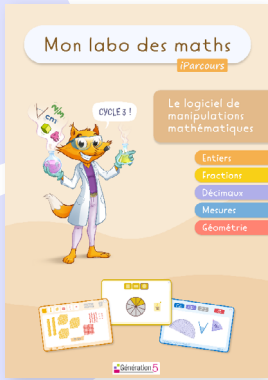 Mon labo des maths
iParcours
cm
CYCLE 3 !
Le logiciel de
manipulations
mathématiques
Entiers
Fractions
Décimaux
Mesures
Géométrie
Génération 5